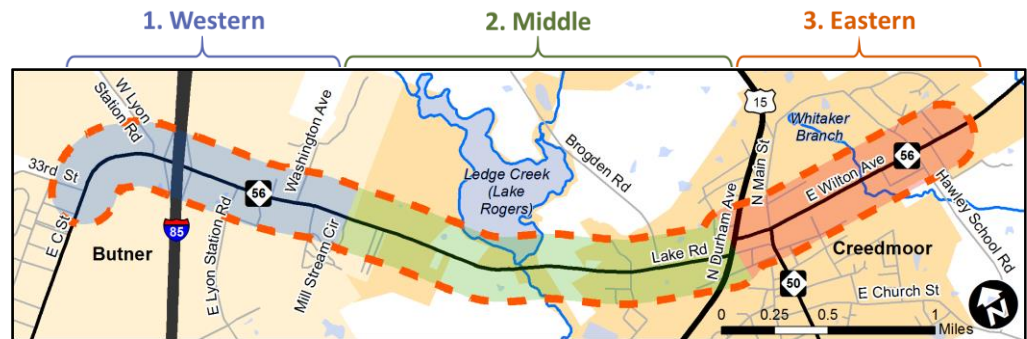 1. Western
2. Middle
3. Eastern
W Lyon
Station Rd
Washington Ave
15
Whitaker
Branch
33rd St
56
Ledge Creek
(Lake
Rogers)
Brogden Rd
N Main St
E Wilton Ave
56
E C St
85
Butner
E Lyon Station Rd
Mill Stream Cir
Lake Rd
N Durham Ave
Hawley School Rd
Creedmoor
50
E Church St
N
0 0.25 0.5 1
Miles